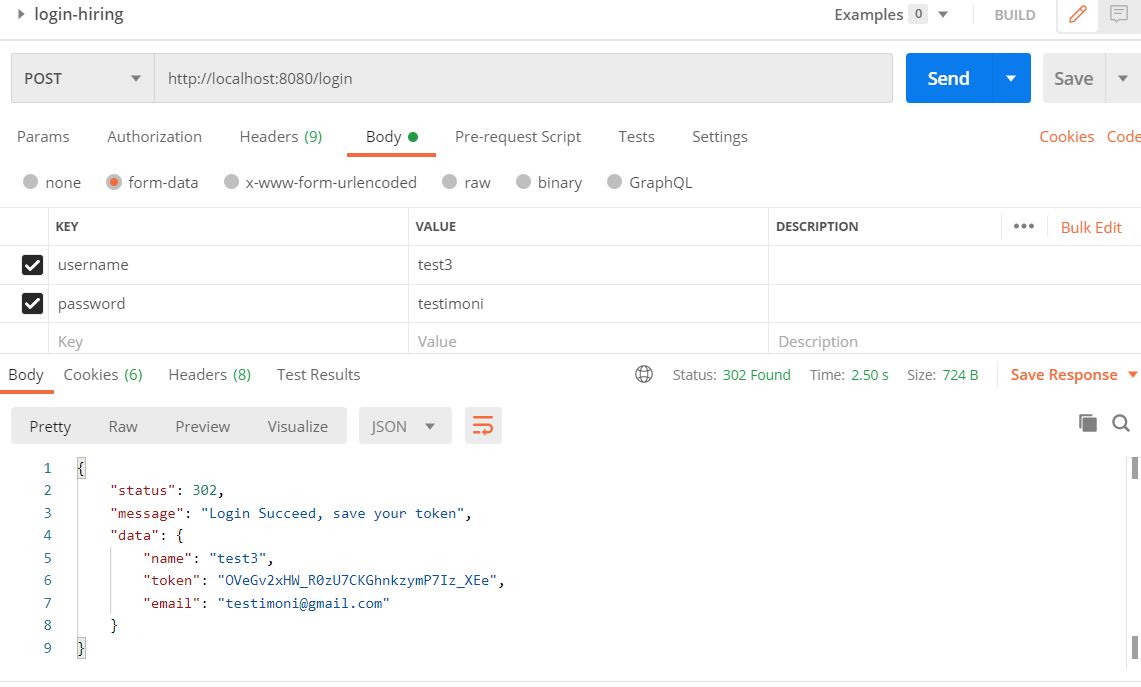 login-hiring Examples 0 BUILD
POST http://localhost:8080/login Send Save
Params Authorization Headers (9) Body Pre-request Script Tests Settings Cookies Code
none form-data x-www-form-urlencoded raw binary GraphQL
KEY VALUE DESCRIPTION ••• Bulk Edit
username test3
password testimoni
Key Value Description
Body Cookies (6) Headers (8) Test Results Status: 302 Found Time: 2.50 s Size: 724 B Save Response
Pretty Raw Preview Visualize JSON
1 {
2 "status": 302,
3 "message": "Login Succeed, save your token",
4 "data": {
5 "name": "test3",
6 "token": "OVeGv2xHW_R0zU7CKGhnkzymP7Iz_XEe",
7 "email": "testimoni@gmail.com"
8 }
9 }